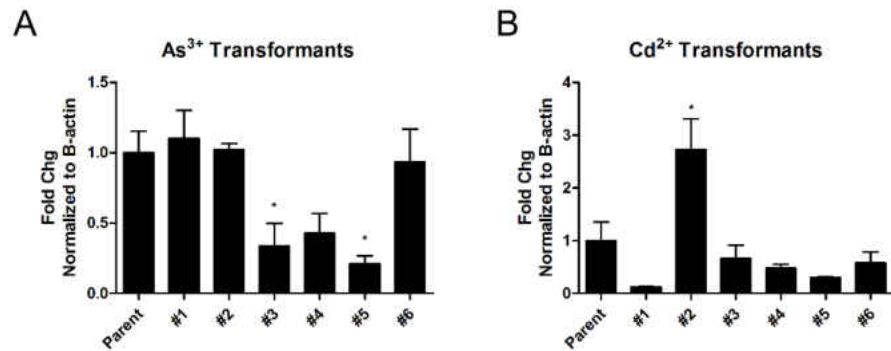 A
As³⁺ Transformants
Fold Chg
Normalized to B-actin
1.5
1.0
0.5
0.0
*
*
Parent
#1
#2
#3
#4
#5
#6
B
Cd²⁺ Transformants
Fold Chg
Normalized to B-actin
4
3
2
1
0
*
Parent
#1
#2
#3
#4
#5
#6